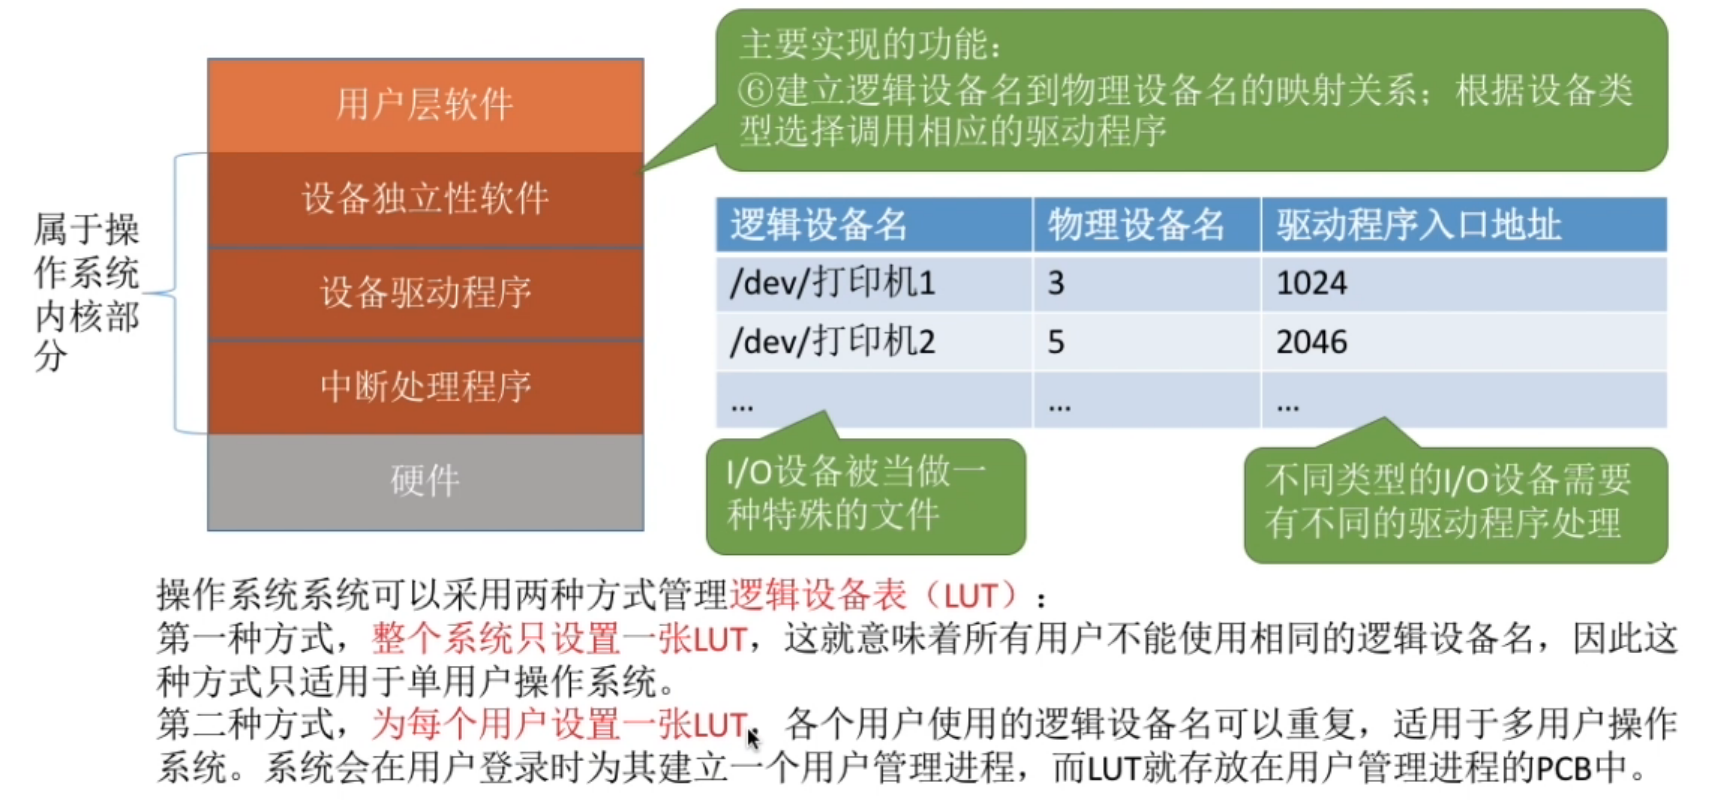 主要实现的功能：
⑥建立逻辑设备名到物理设备名的映射关系；根据设备类
型选择调用相应的驱动程序
用户层软件
设备独立性软件
设备驱动程序
中断处理程序
硬件
属于操
作系统
内核部
分
逻辑设备名 物理设备名 驱动程序入口地址
/dev/打印机1 3 1024
/dev/打印机2 5 2046
... ... ...
I/O设备被当做一
种特殊的文件
不同类型的I/O设备需要
有不同的驱动程序处理
操作系统系统可以采用两种方式管理逻辑设备表（LUT）：
第一种方式，整个系统只设置一张LUT，这就意味着所有用户不能使用相同的逻辑设备名，因此这
种方式只适用于单用户操作系统。
第二种方式，为每个用户设置一张LUT，各个用户使用的逻辑设备名可以重复，适用于多用户操作
系统。系统会在用户登录时为其建立一个用户管理进程，而LUT就存放在用户管理进程的PCB中。